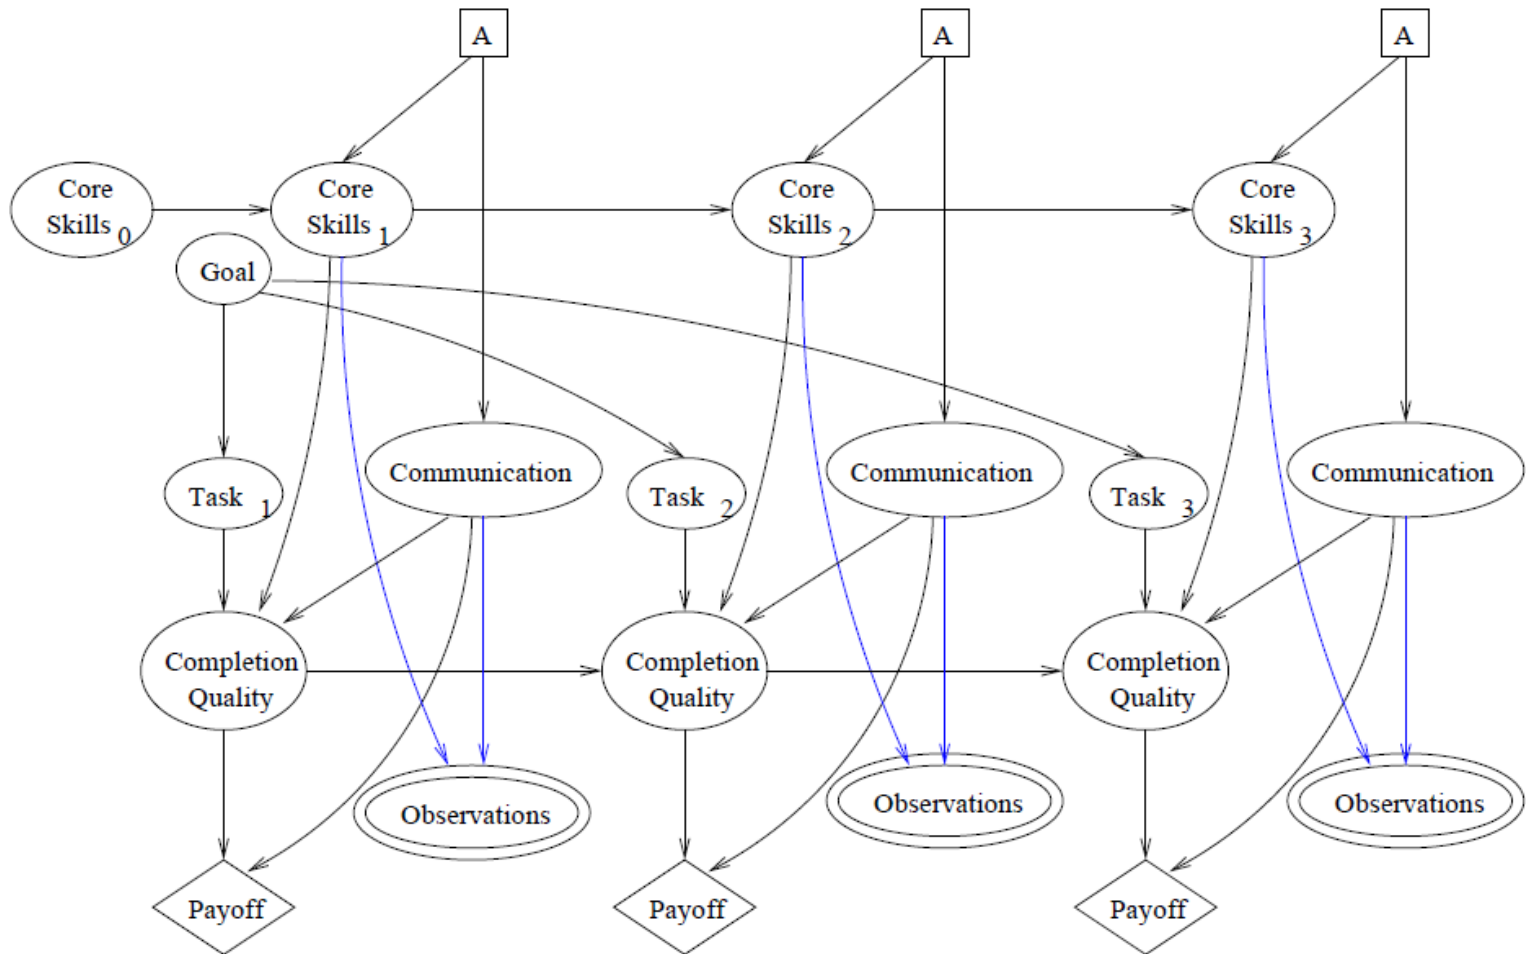 A
A
A
Core
Skills 0
Core
Skills 1
Core
Skills 2
Core
Skills 3
Goal
Task 1
Communication
Task 2
Communication
Task 3
Communication
Completion
Quality
Completion
Quality
Completion
Quality
Observations
Observations
Observations
Payoff
Payoff
Payoff